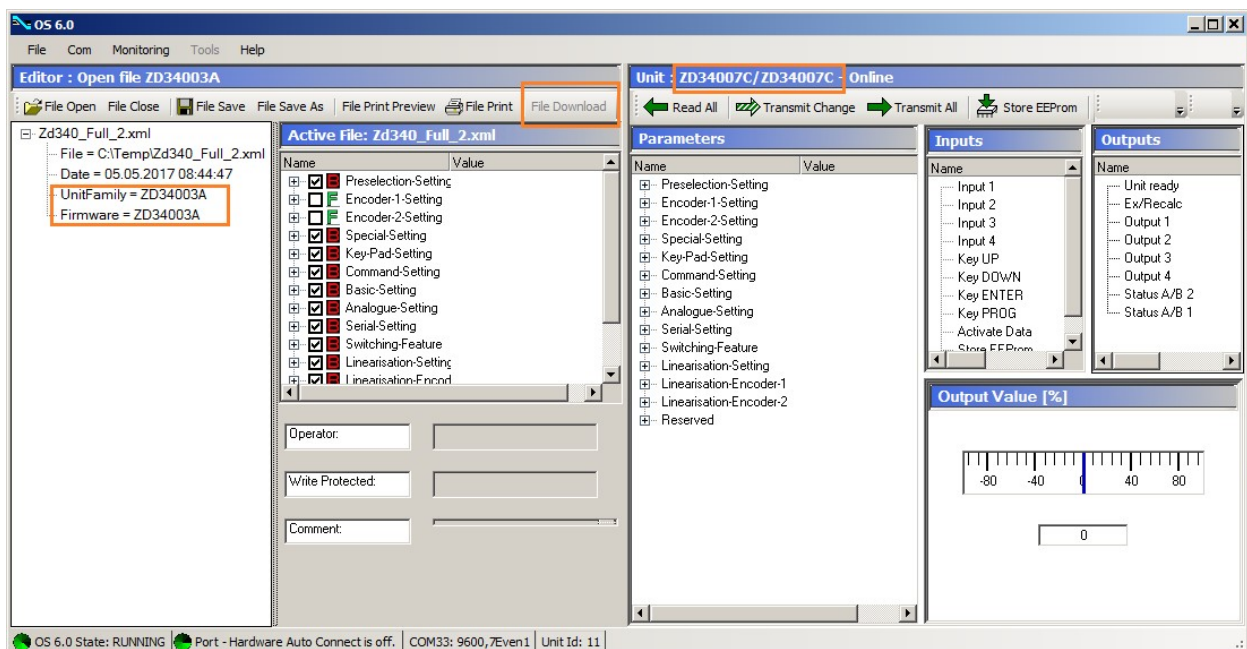 OS 6.0
File Com Monitoring Tools Help
Editor : Open file ZD34003A
File Open File Close File Save File Save As File Print Preview File Print File Download
Zd340_Full_2.xml
File = C:\Temp\Zd340_Full_2.xml
Date = 05.05.2017 08:44:47
UnitFamily = ZD34003A
Firmware = ZD34003A
Active File: Zd340_Full_2.xml
Name Value
Preselection-Setting
Encoder-1-Setting
Encoder-2-Setting
Special-Setting
Key-Pad-Setting
Command-Setting
Basic-Setting
Analogue-Setting
Serial-Setting
Switching-Feature
Linearisation-Setting
Linearisation-Encod
Operator:
Write Protected:
Comment:
Unit : ZD34007C/ZD34007C - Online
Read All Transmit Change Transmit All Store EEProm
Parameters
Name Value
Preselection-Setting
Encoder-1-Setting
Encoder-2-Setting
Special-Setting
Key-Pad-Setting
Command-Setting
Basic-Setting
Analogue-Setting
Serial-Setting
Switching-Feature
Linearisation-Setting
Linearisation-Encoder-1
Linearisation-Encoder-2
Reserved
Inputs
Name
Input 1
Input 2
Input 3
Input 4
Key UP
Key DOWN
Key ENTER
Key PROG
Activate Data
Store EEProm
Outputs
Name
Unit ready
Ex/Recalc
Output 1
Output 2
Output 3
Output 4
Status A/B 2
Status A/B 1
Output Value [%]
-80 -40 0 40 80
0
OS 6.0 State: RUNNING Port - Hardware Auto Connect is off. COM33: 9600,7Even1 Unit Id: 11